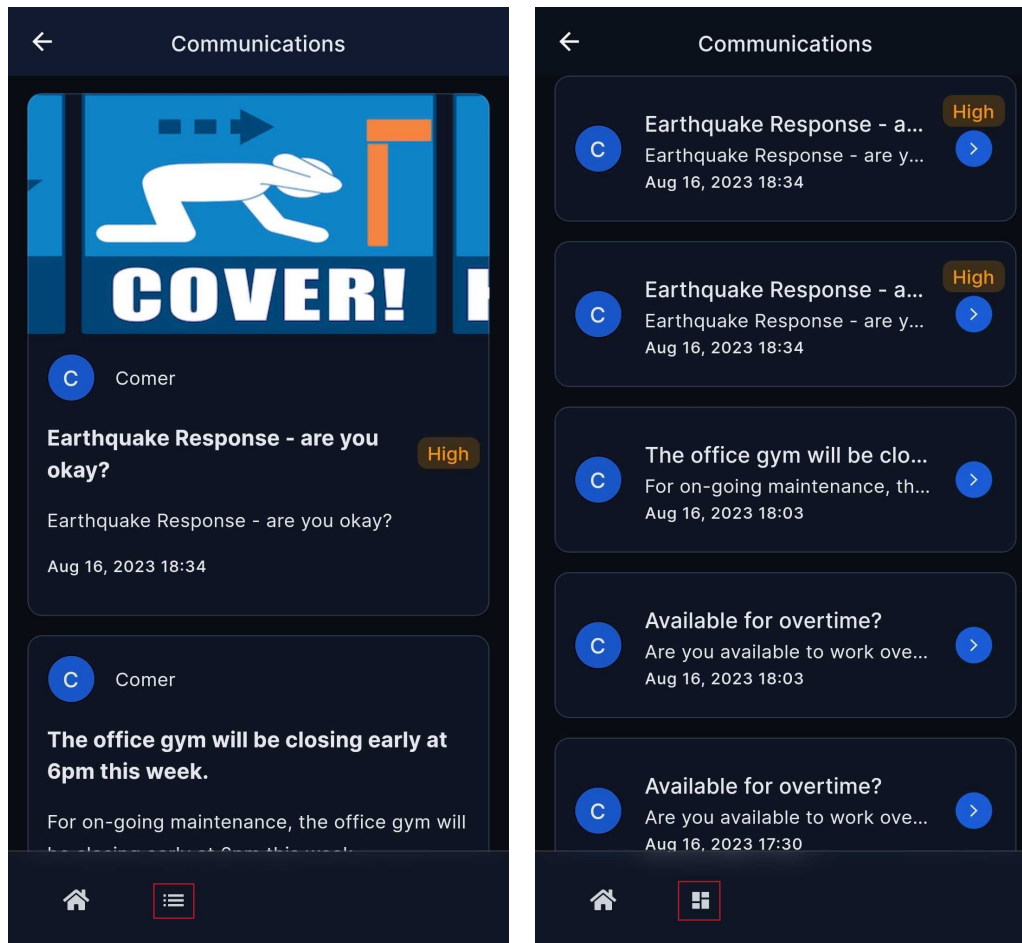 Communications
COVER!
C
Comer
Earthquake Response - are you
okay?
High
Earthquake Response - are you okay?
Aug 16, 2023 18:34
C
Comer
The office gym will be closing early at
6pm this week.
For on-going maintenance, the office gym will
Communications
High
Earthquake Response - a...
C
Earthquake Response - are y...
Aug 16, 2023 18:34
High
Earthquake Response - a...
C
Earthquake Response - are y...
Aug 16, 2023 18:34
The office gym will be clo...
C
For on-going maintenance, th...
Aug 16, 2023 18:03
Available for overtime?
C
Are you available to work ove...
Aug 16, 2023 18:03
Available for overtime?
C
Are you available to work ove...
Aug 16, 2023 17:30